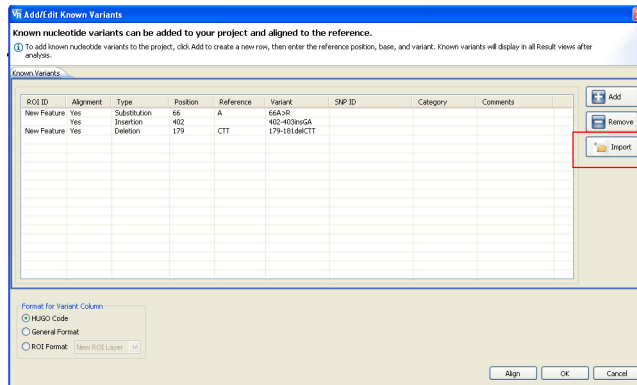 VR Add/Edit Known Variants
Known nucleotide variants can be added to your project and aligned to the reference.
To add known nucleotide variants to the project, click Add to create a new row, then enter the reference position, base, and variant. Known variants will display in all Result views after
analysis.
Known Variants
ROI ID Alignment Type Position Reference Variant SNP ID Category Comments
New Feature Yes Substitution 66 A 66A>R
Yes Insertion 402 402-403insGA
New Feature Yes Deletion 179 CTT 179-181delCTT
Add
Remove
Import
Format for Variant Column
HUGO Code
General Format
ROI Format New ROI Layer
Align OK Cancel